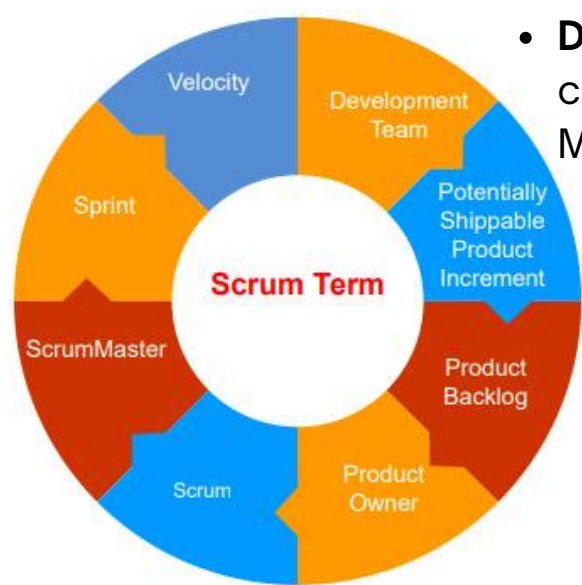 Velocity
Development
Team
Potentially
Shippable
Product
Increment
Product
Backlog
Product
Owner
Scrum
ScrumMaster
Sprint
Scrum Term
• D
c
M